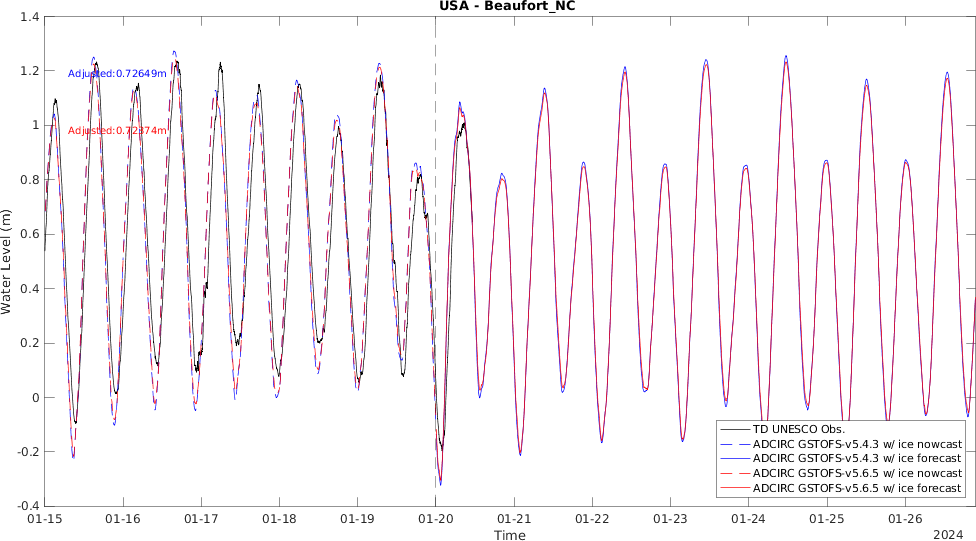 USA - Beaufort_NC
1.4
1.2
1
0.8
0.6
0.4
0.2
0
-0.2
-0.4
Water Level (m)
Adjusted:0.72649m
Adjusted:0.72374m
TD UNESCO Obs.
ADCIRC GSTOFS-v5.4.3 w/ ice nowcast
ADCIRC GSTOFS-v5.4.3 w/ ice forecast
ADCIRC GSTOFS-v5.6.5 w/ ice nowcast
ADCIRC GSTOFS-v5.6.5 w/ ice forecast
01-15 01-16 01-17 01-18 01-19 01-20 01-21 01-22 01-23 01-24 01-25 01-26
Time
2024